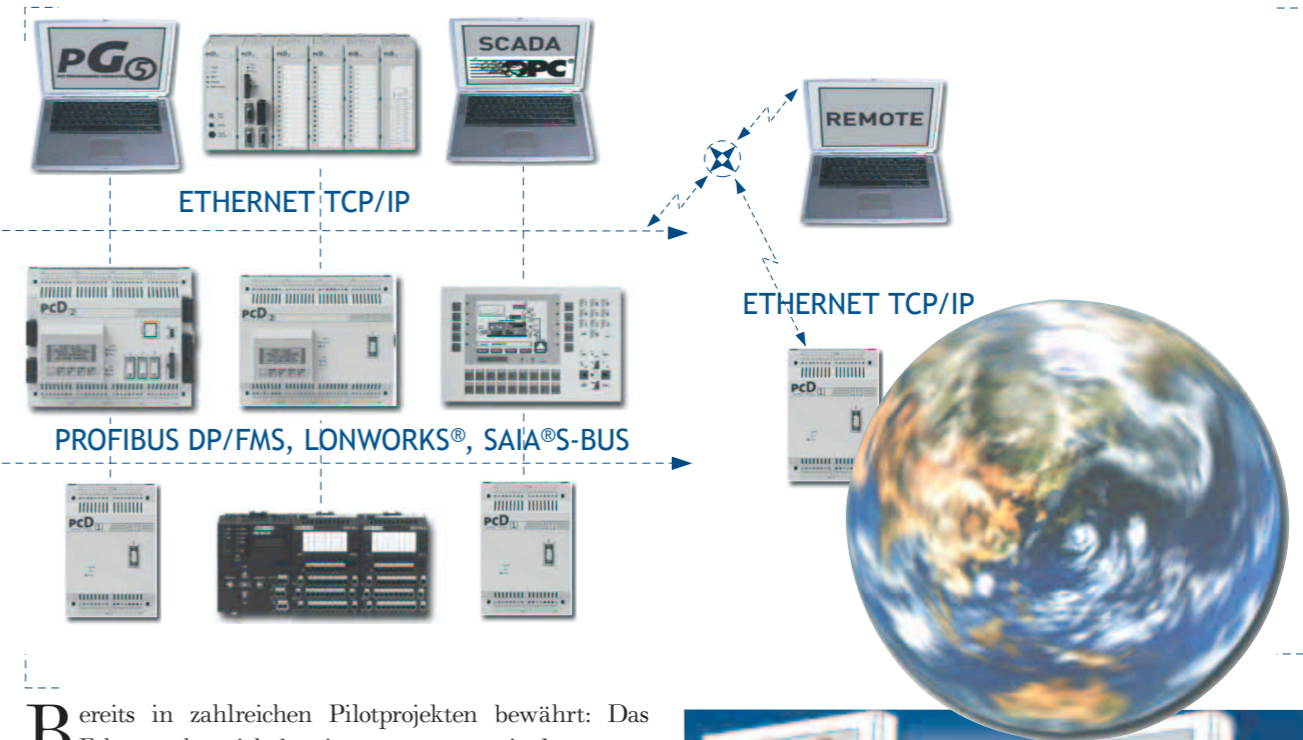 PG5
SCADA
OPC®
REMOTE
ETHERNET TCP/IP
PCD2
PCD2
ETHERNET TCP/IP
PCD1
PROFIBUS DP/FMS, LONWORKS®, SAIA®S-BUS
PCD1
PCD1
Bereits in zahlreichen Pilotprojekten bewährt: Das